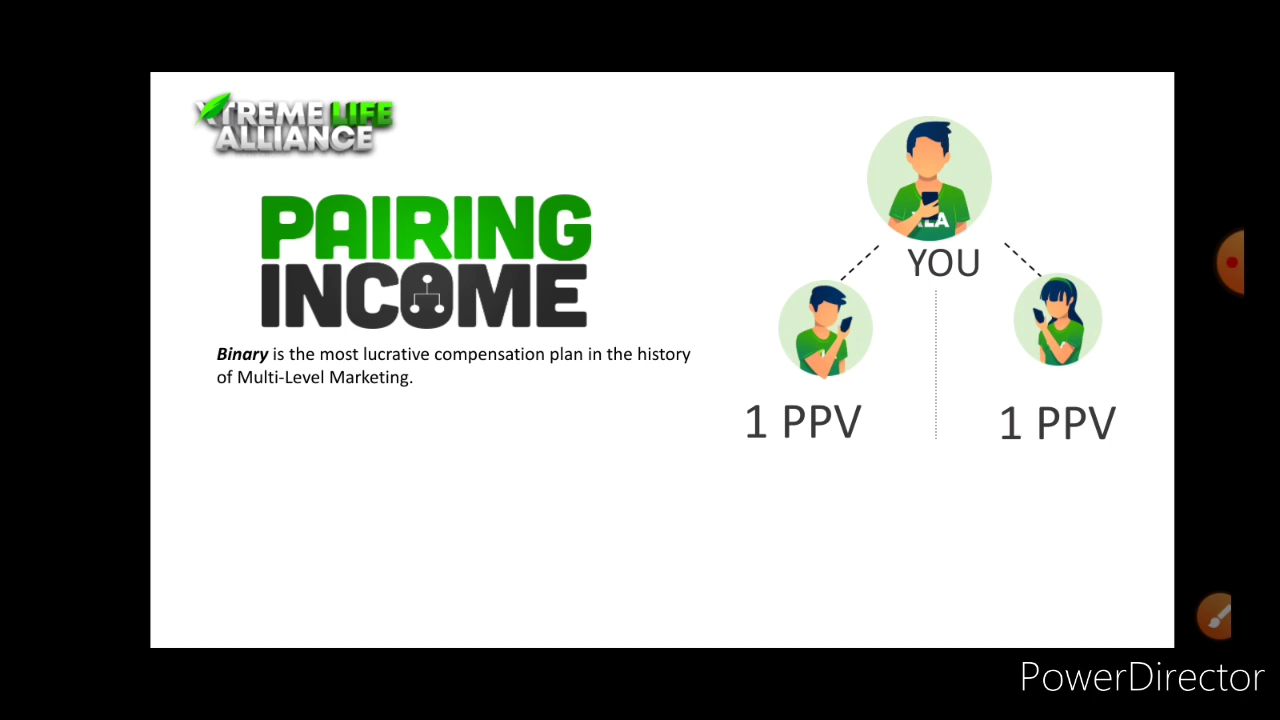 XTREME LIFE
ALLIANCE
PAIRING
INCOME
Binary is the most lucrative compensation plan in the history
of Multi-Level Marketing.
XLA
YOU
1 PPV
1 PPV
PowerDirector